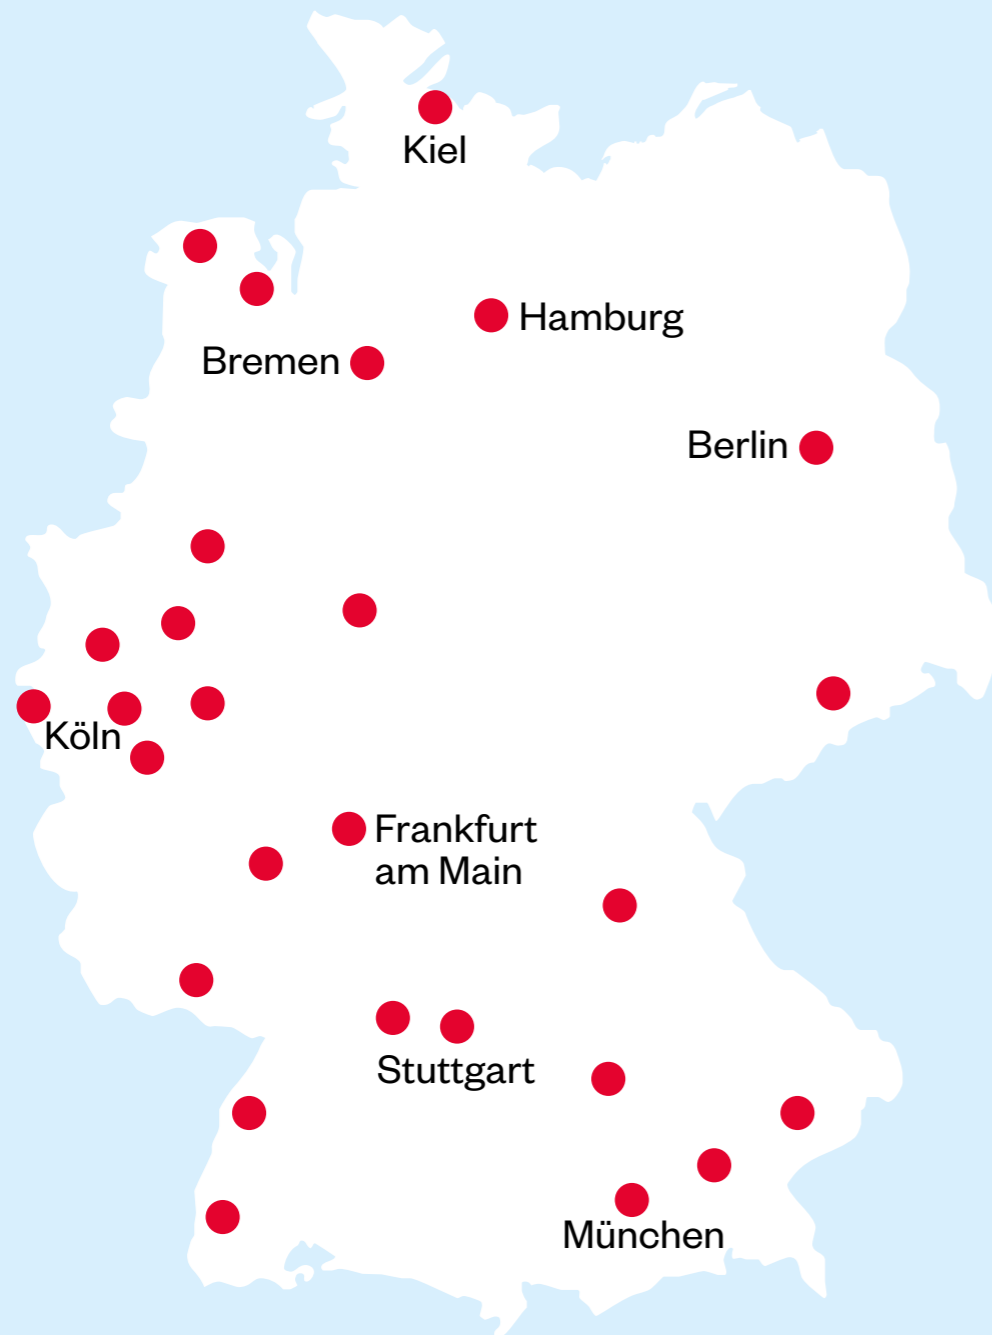 Kiel
Hamburg
Bremen
Berlin
Köln
Frankfurt
am Main
Stuttgart
München